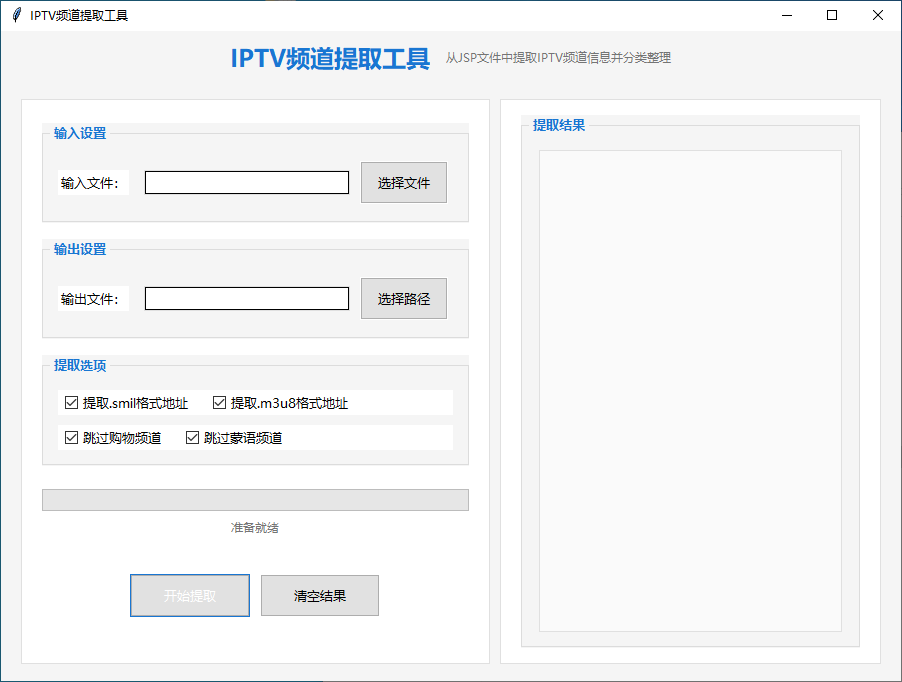 IPTV频道提取工具
IPTV频道提取工具 从JSP文件中提取IPTV频道信息并分类整理
输入设置
输入文件： 选择文件
输出设置
输出文件： 选择路径
提取选项
提取.smil格式地址 提取.m3u8格式地址
跳过购物频道 跳过蒙语频道
准备就绪
开始提取 清空结果
提取结果